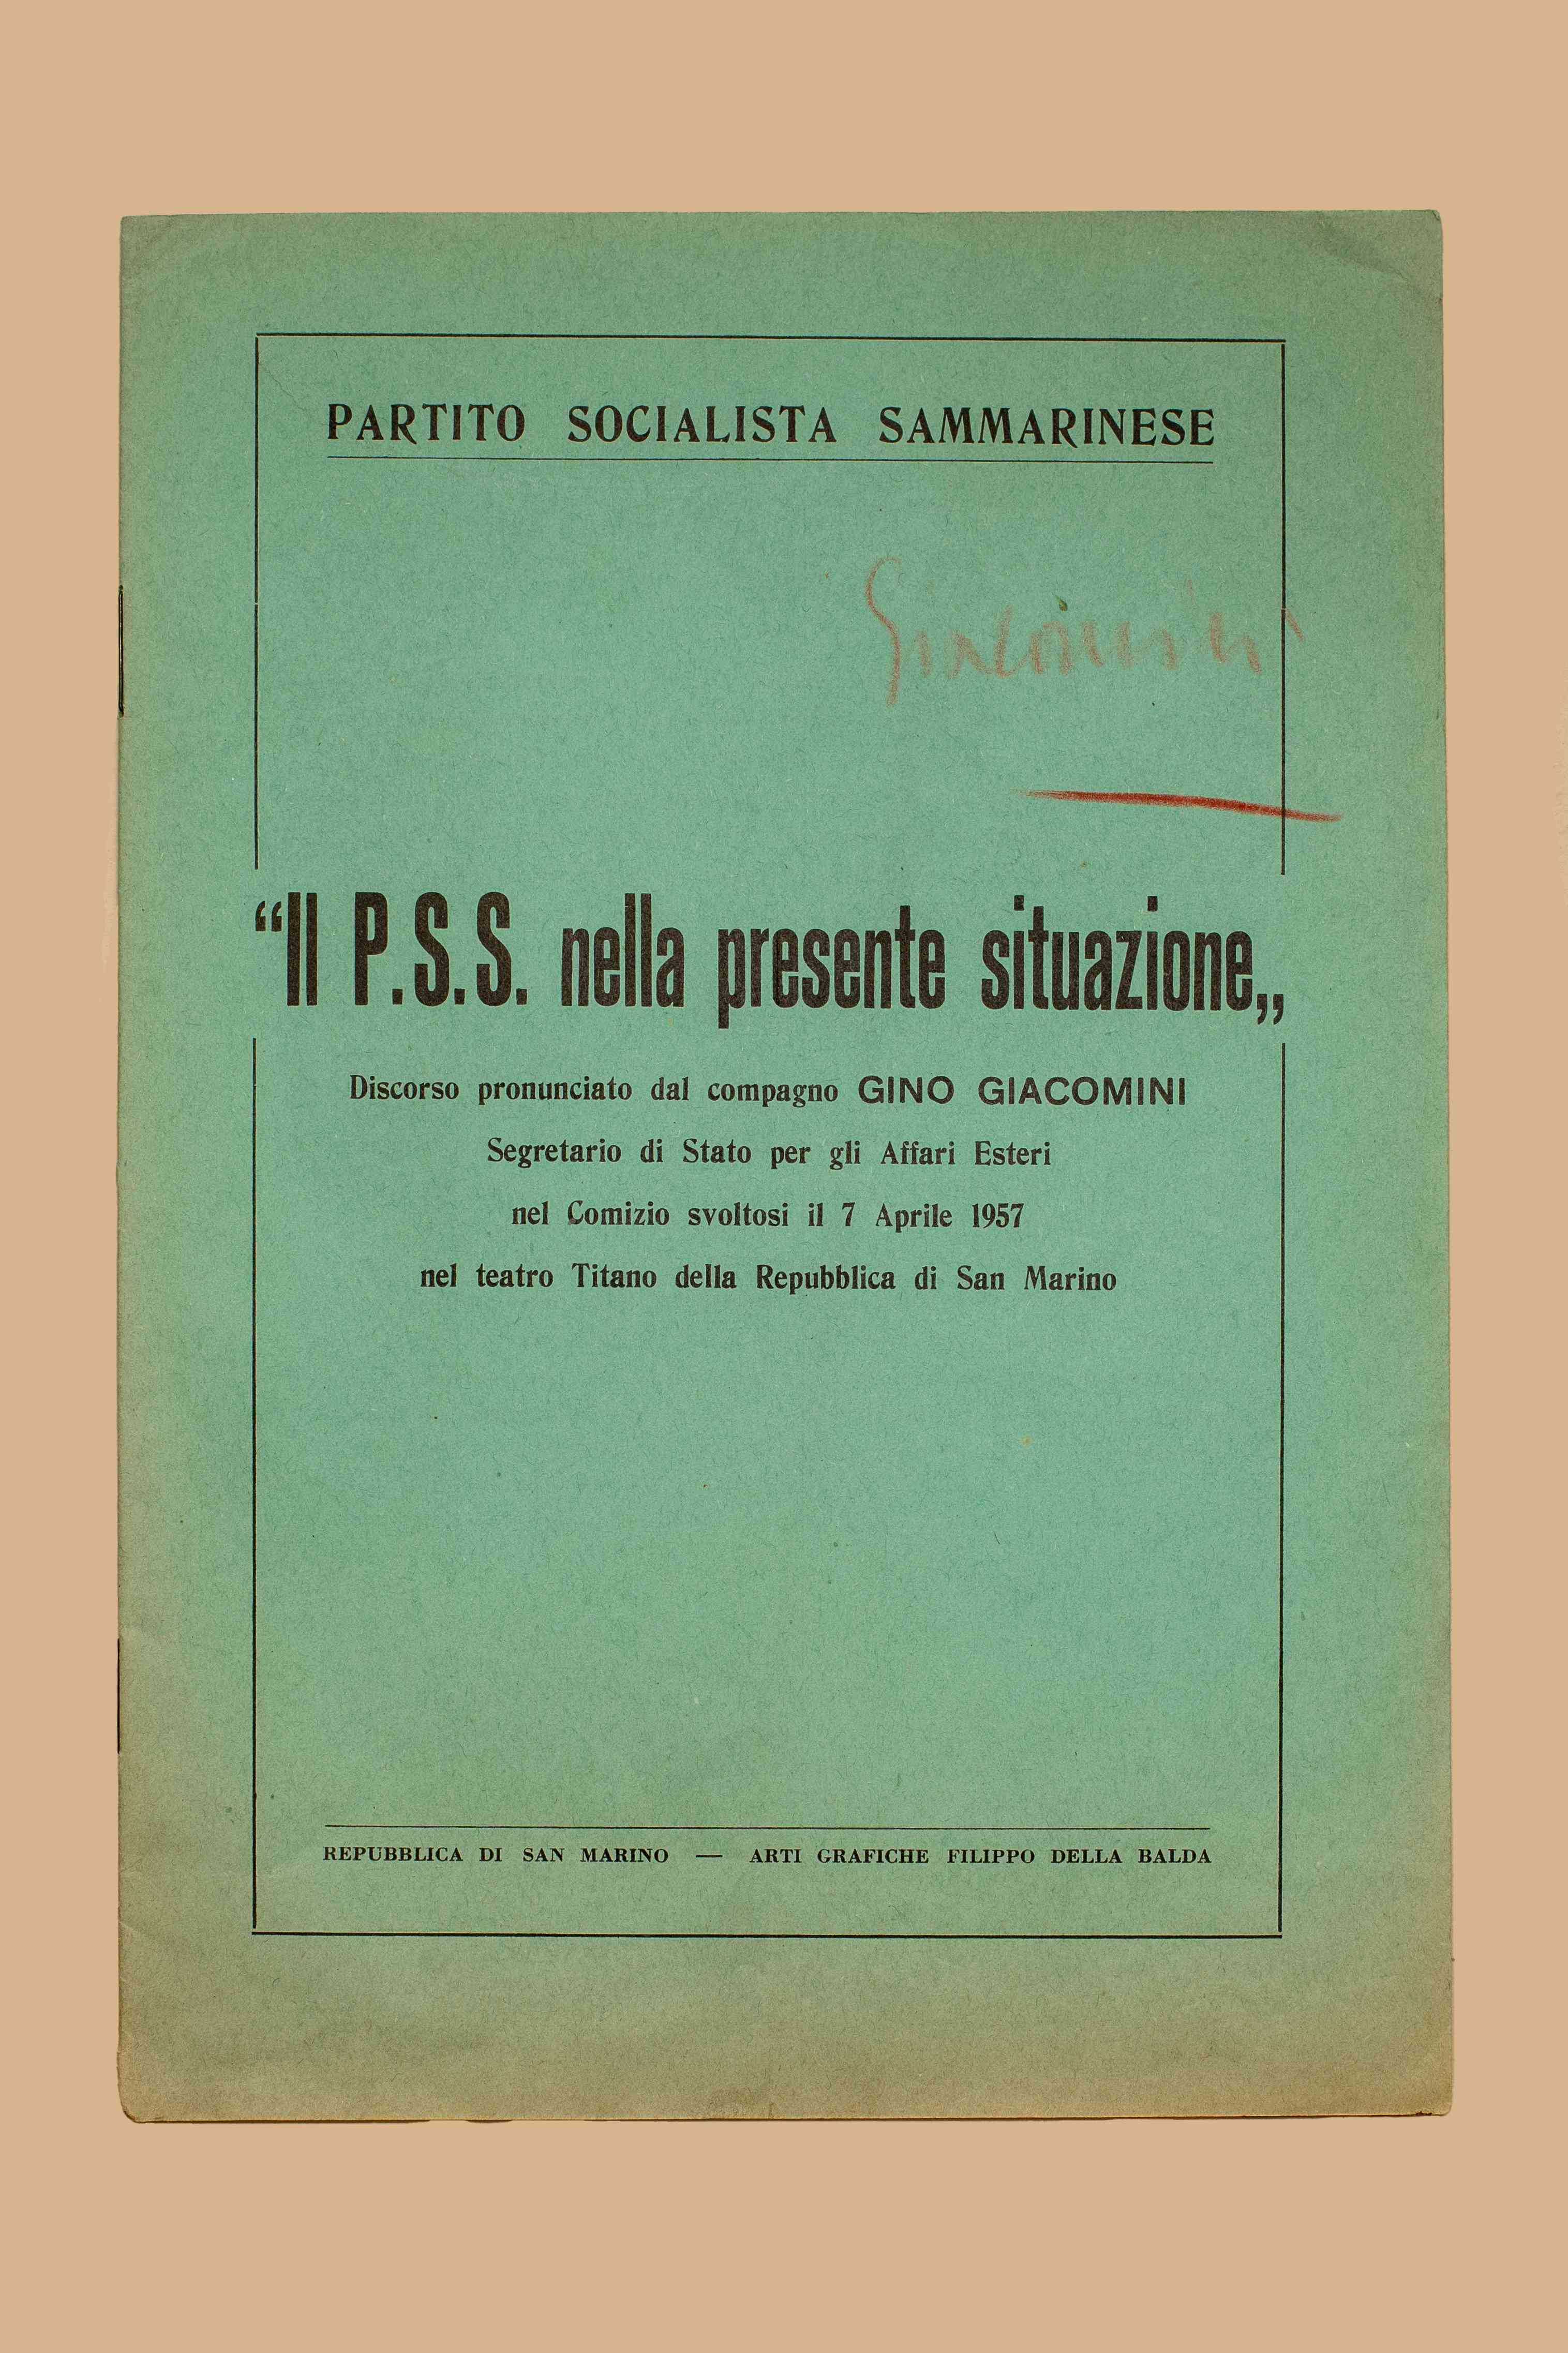 PARTITO SOCIALISTA SAMMARINESE
Giacomini
“Il P.S.S. nella presente situazione„
Discorso pronunciato dal compagno GINO GIACOMINI
Segretario di Stato per gli Affari Esteri
nel Comizio svoltosi il 7 Aprile 1957
nel teatro Titano della Repubblica di San Marino
REPUBBLICA DI SAN MARINO — ARTI GRAFICHE FILIPPO DELLA BALDA